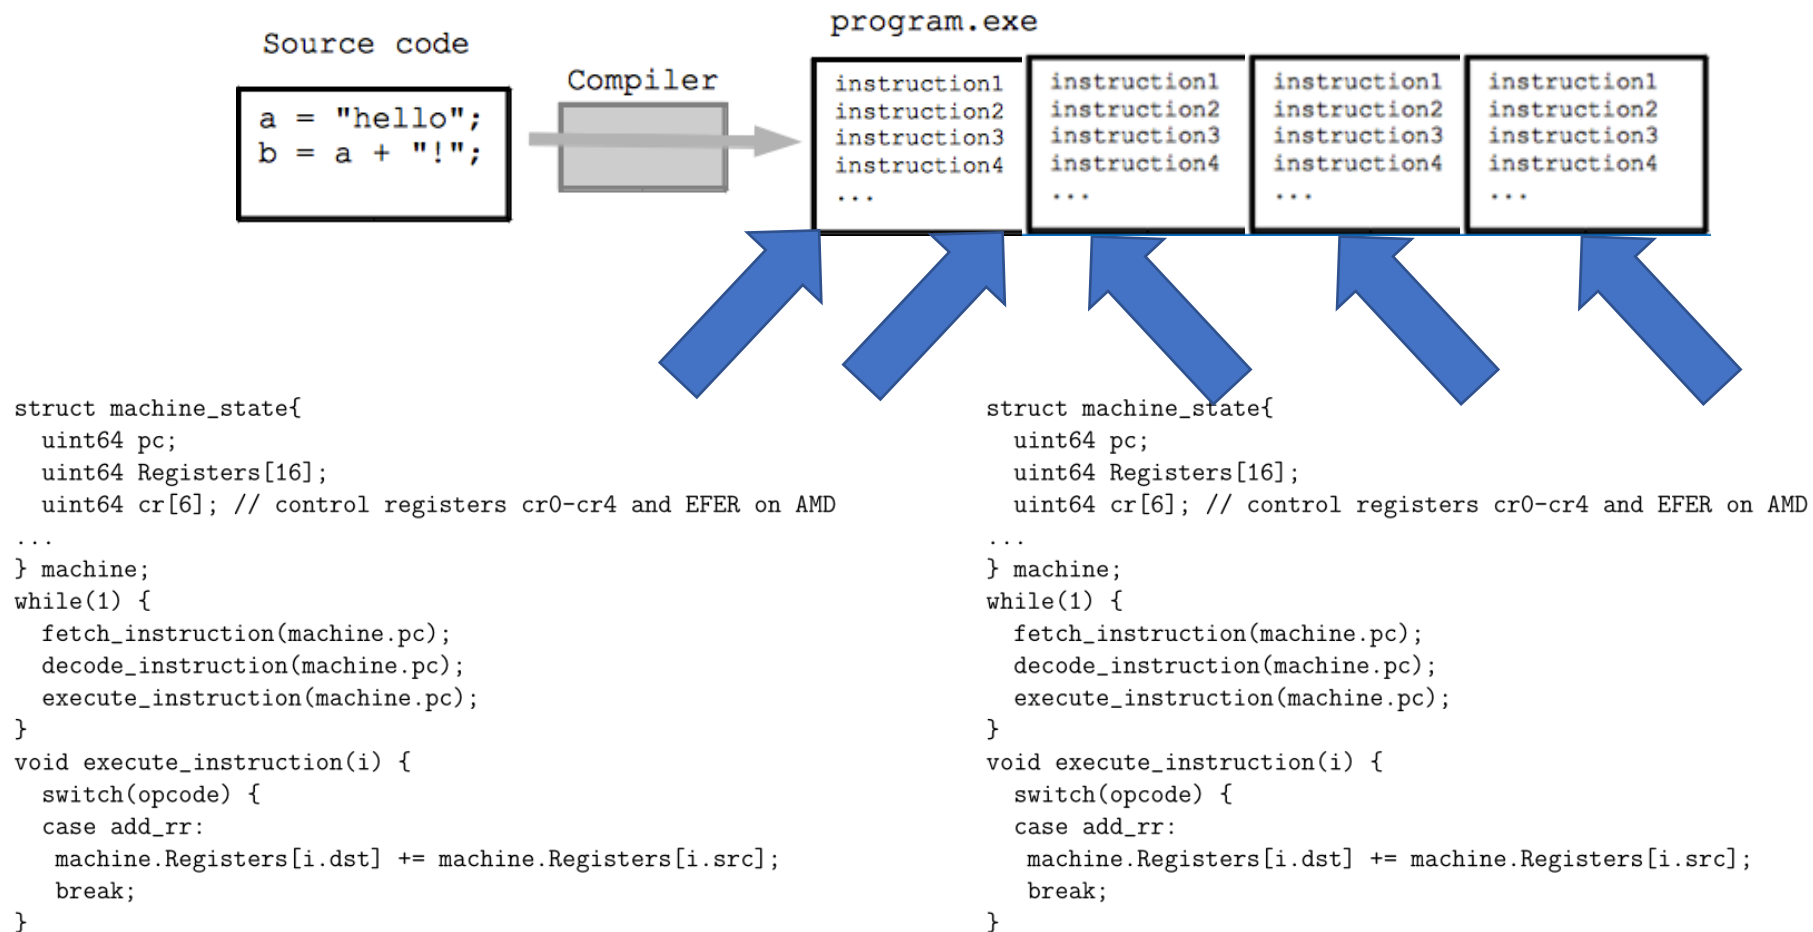 Source code
a = "hello";
b = a + "!";
Compiler
program.exe
instruction1
instruction2
instruction3
instruction4
...
instruction1
instruction2
instruction3
instruction4
...
instruction1
instruction2
instruction3
instruction4
...
instruction1
instruction2
instruction3
instruction4
...
struct machine_state{
uint64 pc;
uint64 Registers[16];
uint64 cr[6]; // control registers cr0-cr4 and EFER on AMD
...
} machine;
while(1) {
fetch_instruction(machine.pc);
decode_instruction(machine.pc);
execute_instruction(machine.pc);
}
void execute_instruction(i) {
switch(opcode) {
case add_rr:
machine.Registers[i.dst] += machine.Registers[i.src];
break;
}
struct machine_state{
uint64 pc;
uint64 Registers[16];
uint64 cr[6]; // control registers cr0-cr4 and EFER on AMD
...
} machine;
while(1) {
fetch_instruction(machine.pc);
decode_instruction(machine.pc);
execute_instruction(machine.pc);
}
void execute_instruction(i) {
switch(opcode) {
case add_rr:
machine.Registers[i.dst] += machine.Registers[i.src];
break;
}